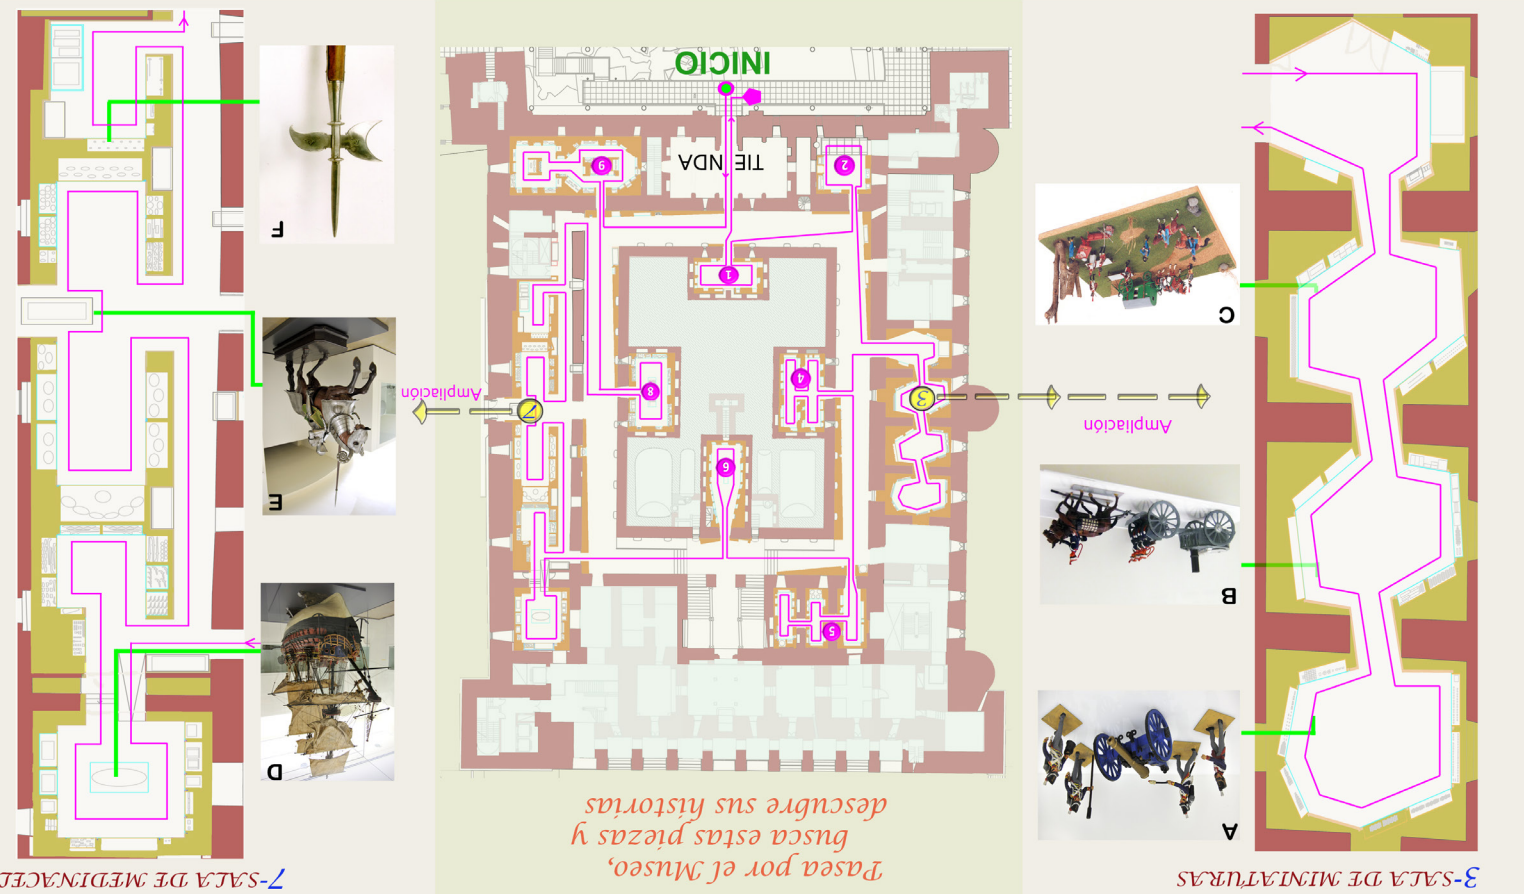 3-SALA DE MINIATURAS
Pasea por el Museo,
busca estas piezas y
descubre sus historias
7-SALA DE MEDINACEL
A
B
C
D
E
F
Ampliación
Ampliación
5
6
3
7
4
8
1
2
9
TIENDA
INICIO